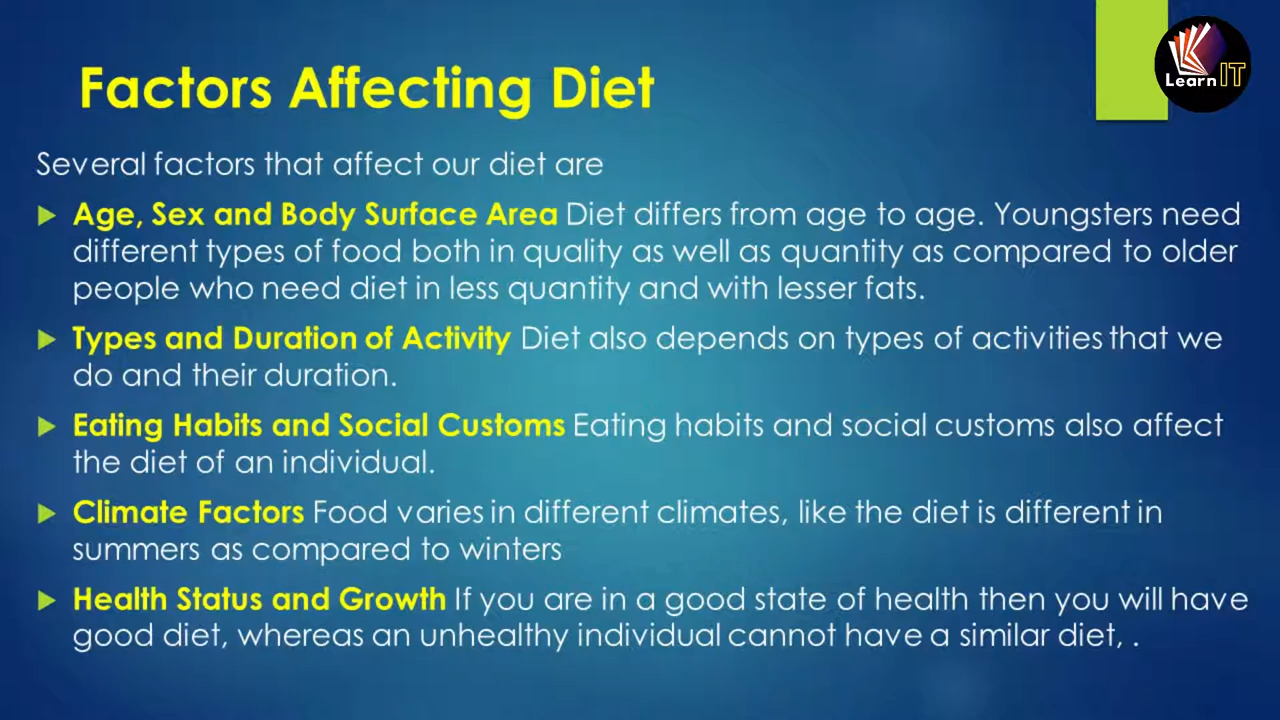 Learn IT
Factors Affecting Diet
Several factors that affect our diet are
Age, Sex and Body Surface Area Diet differs from age to age. Youngsters need
different types of food both in quality as well as quantity as compared to older
people who need diet in less quantity and with lesser fats.
Types and Duration of Activity Diet also depends on types of activities that we
do and their duration.
Eating Habits and Social Customs Eating habits and social customs also affect
the diet of an individual.
Climate Factors Food varies in different climates, like the diet is different in
summers as compared to winters
Health Status and Growth If you are in a good state of health then you will have
good diet, whereas an unhealthy individual cannot have a similar diet, .